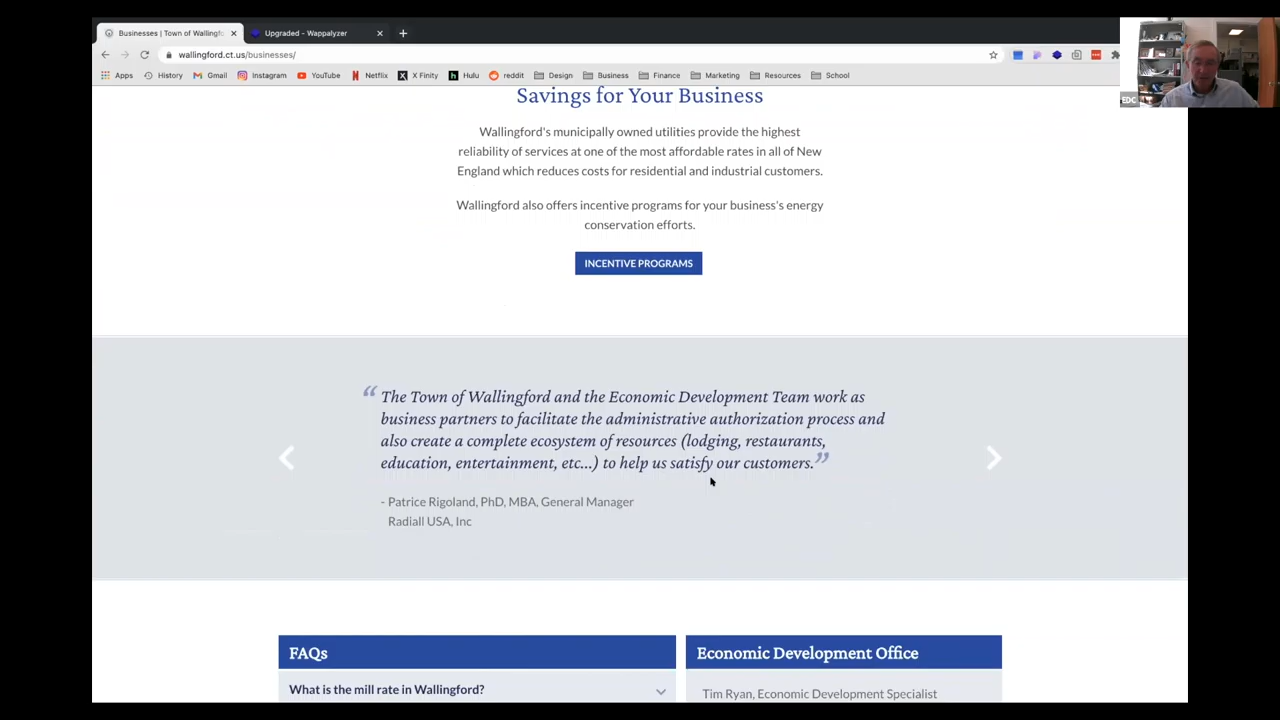 Businesses | Town of Wallingfo
Upgraded - Wappalyzer
wallingford.ct.us/businesses/
Apps
History
Gmail
Instagram
YouTube
Netflix
X Finity
Hulu
reddit
Design
Business
Finance
Marketing
Resources
School
EDC
Savings for Your Business
Wallingford's municipally owned utilities provide the highest
reliability of services at one of the most affordable rates in all of New
England which reduces costs for residential and industrial customers.
Wallingford also offers incentive programs for your business's energy
conservation efforts.
INCENTIVE PROGRAMS
“ The Town of Wallingford and the Economic Development Team work as
business partners to facilitate the administrative authorization process and
also create a complete ecosystem of resources (lodging, restaurants,
education, entertainment, etc...) to help us satisfy our customers.”
- Patrice Rigoland, PhD, MBA, General Manager
Radiall USA, Inc
FAQs
What is the mill rate in Wallingford?
Economic Development Office
Tim Ryan, Economic Development Specialist